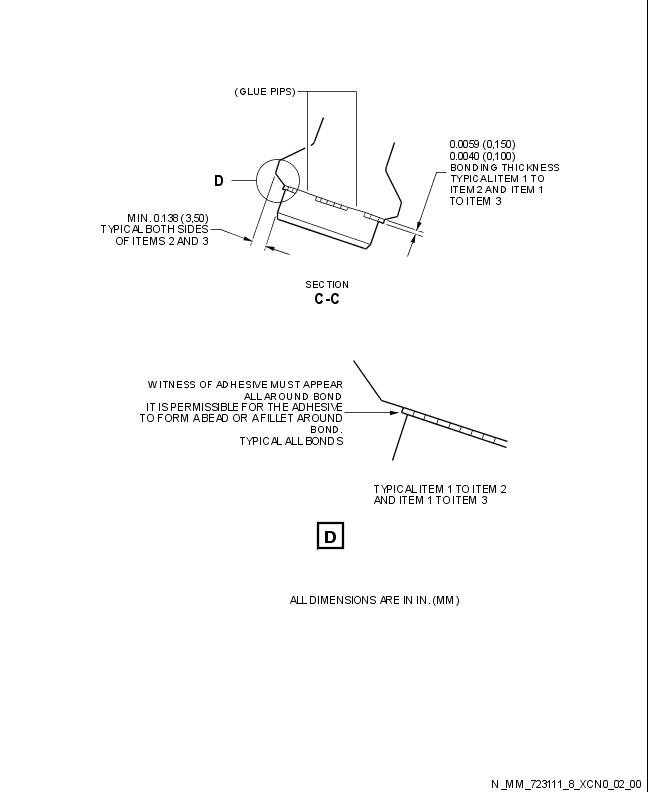 (GLUE PIPS)
0.0059 (0,150)
0.0040 (0,100)
BONDING THICKNESS
TYPICAL ITEM 1 TO
ITEM 2 AND ITEM 1
TO ITEM 3
D
MIN. 0.138 (3,50)
TYPICAL BOTH SIDES
OF ITEMS 2 AND 3
SECTION
C-C
WITNESS OF ADHESIVE MUST APPEAR
ALL AROUND BOND
IT IS PERMISSIBLE FOR THE ADHESIVE
TO FORM A BEAD OR A FILLET AROUND
BOND.
TYPICAL ALL BONDS
TYPICAL ITEM 1 TO ITEM 2
AND ITEM 1 TO ITEM 3
D
ALL DIMENSIONS ARE IN IN. (MM)
N_MM_723111_8_XCN0_02_00